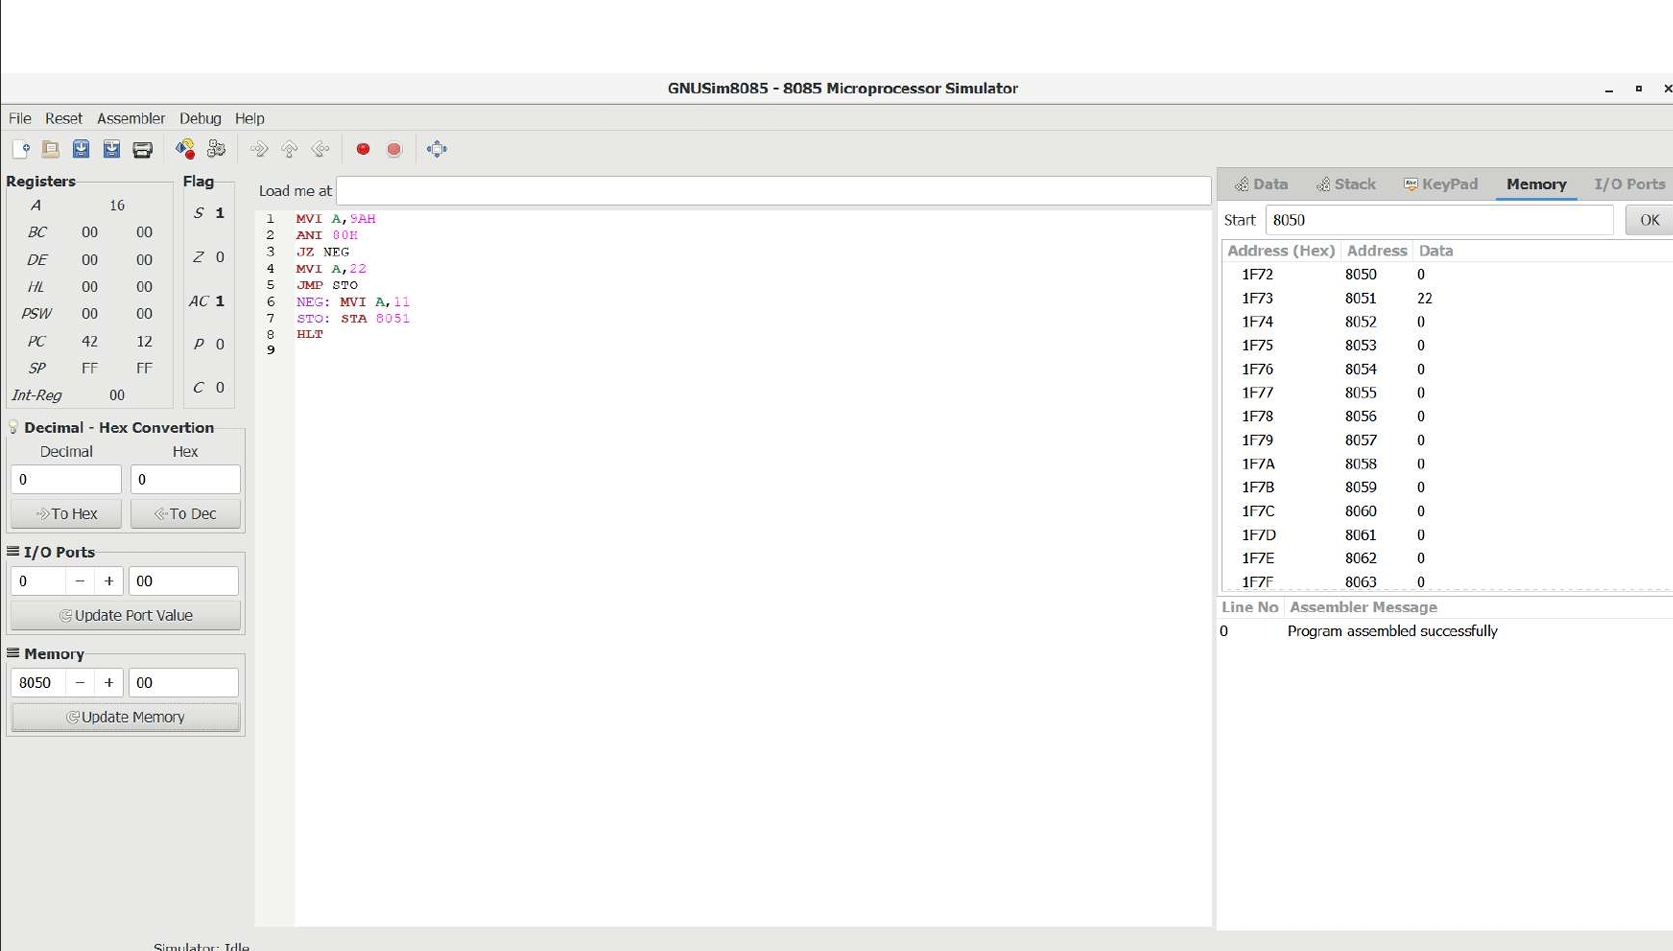 GNUSim8085 - 8085 Microprocessor Simulator
File Reset Assembler Debug Help
Registers
A 16
BC 00 00
DE 00 00
HL 00 00
PSW 00 00
PC 42 12
SP FF FF
Int-Reg 00
Flag
S 1
Z 0
AC 1
P 0
C 0
Decimal - Hex Convertion
Decimal Hex
0 0
To Hex To Dec
I/O Ports
0 − + 00
Update Port Value
Memory
8050 − + 00
Update Memory
Load me at
1 MVI A,9AH
2 ANI 80H
3 JZ NEG
4 MVI A,22
5 JMP STO
6 NEG: MVI A,11
7 STO: STA 8051
8 HLT
9
Data Stack KeyPad Memory I/O Ports
Start 8050 OK
Address (Hex) Address Data
1F72 8050 0
1F73 8051 22
1F74 8052 0
1F75 8053 0
1F76 8054 0
1F77 8055 0
1F78 8056 0
1F79 8057 0
1F7A 8058 0
1F7B 8059 0
1F7C 8060 0
1F7D 8061 0
1F7E 8062 0
1F7F 8063 0
Line No Assembler Message
0 Program assembled successfully
Simulator: Idle